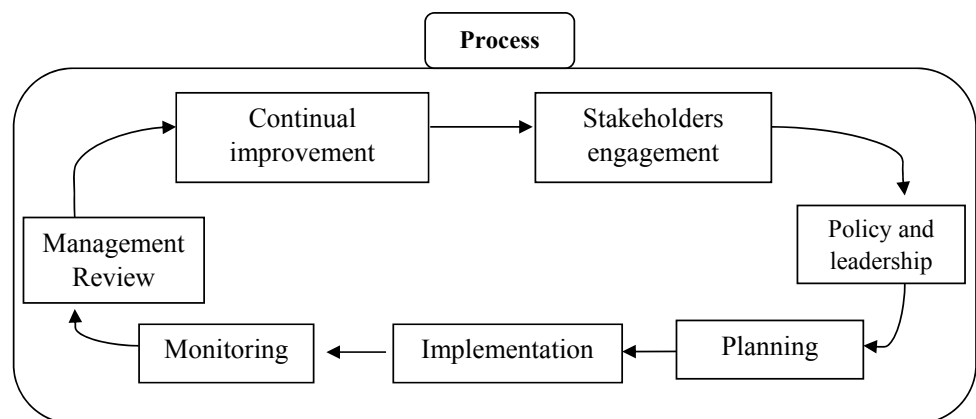 Process
Continual
improvement
Stakeholders
engagement
Policy and
leadership
Planning
Implementation
Monitoring
Management
Review